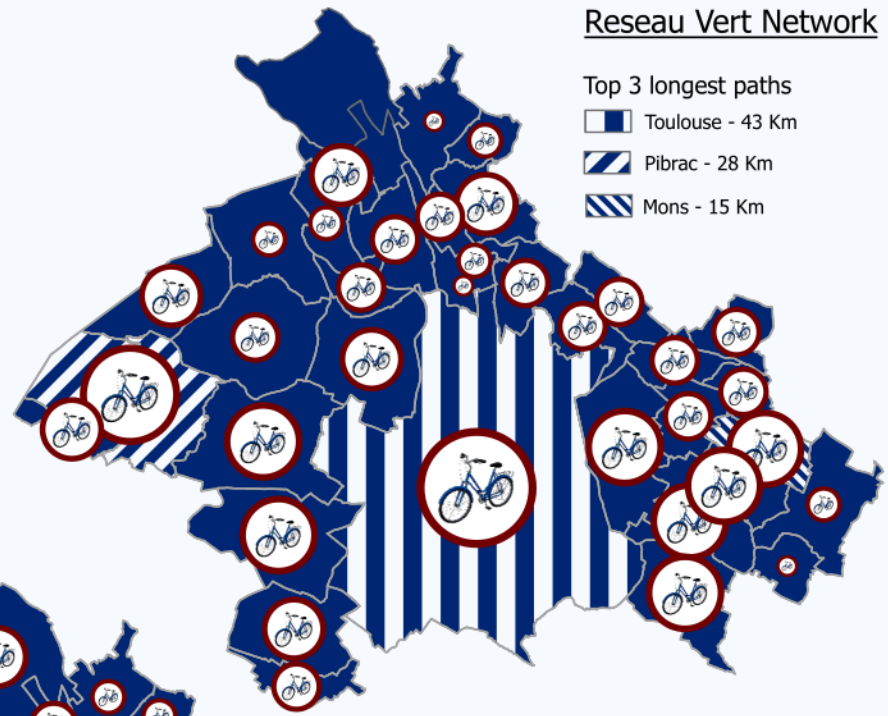 Reseau Vert Network
Top 3 longest paths
Toulouse - 43 Km
Pibrac - 28 Km
Mons - 15 Km